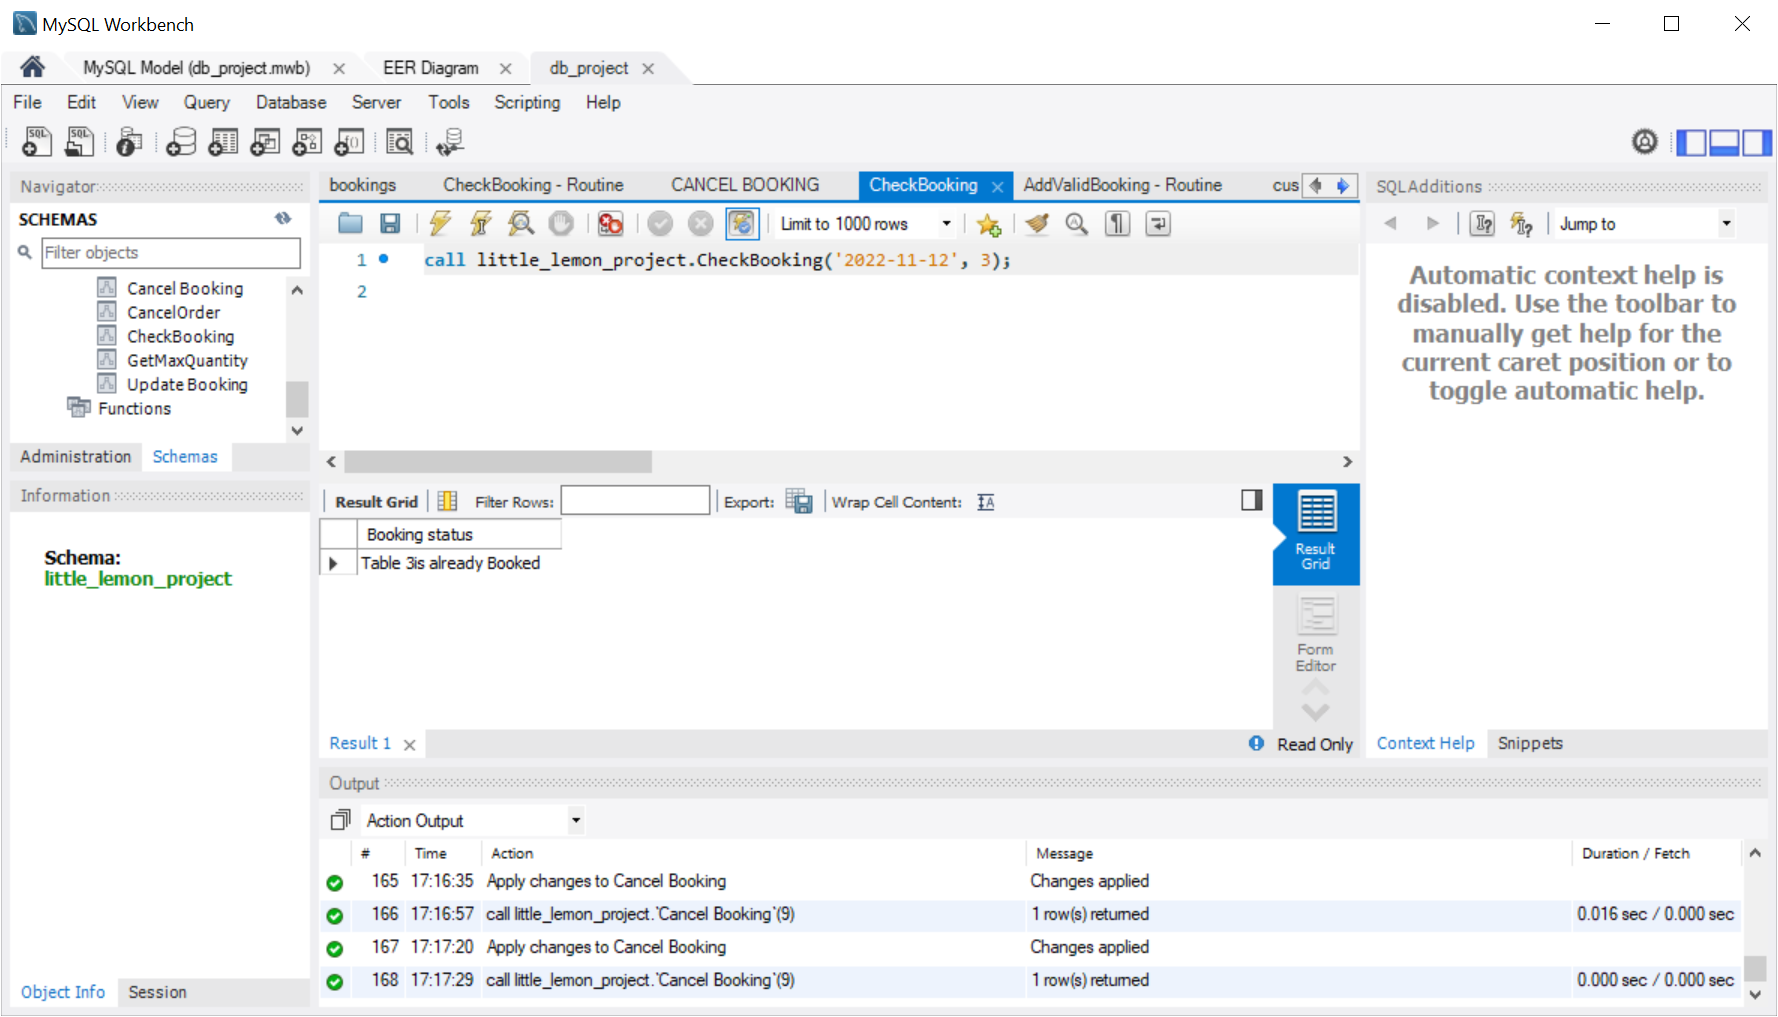 MySQL Workbench
MySQL Model (db_project.mwb)
EER Diagram
db_project
File Edit View Query Database Server Tools Scripting Help
Navigator
SCHEMAS
Filter objects
Cancel Booking
CancelOrder
CheckBooking
GetMaxQuantity
Update Booking
Functions
Administration Schemas
Information
Schema:
little_lemon_project
Object Info Session
bookings CheckBooking - Routine CANCEL BOOKING CheckBooking AddValidBooking - Routine cus
Limit to 1000 rows
1 call little_lemon_project.CheckBooking('2022-11-12', 3);
2
Result Grid Filter Rows: Export: Wrap Cell Content:
Booking status
Table 3is already Booked
Result
Grid
Form
Editor
Result 1
Read Only
SQLAdditions
Jump to
Automatic context help is
disabled. Use the toolbar to
manually get help for the
current caret position or to
toggle automatic help.
Context Help Snippets
Output
Action Output
# Time Action Message Duration / Fetch
165 17:16:35 Apply changes to Cancel Booking Changes applied
166 17:16:57 call little_lemon_project.`Cancel Booking`(9) 1 row(s) returned 0.016 sec / 0.000 sec
167 17:17:20 Apply changes to Cancel Booking Changes applied
168 17:17:29 call little_lemon_project.`Cancel Booking`(9) 1 row(s) returned 0.000 sec / 0.000 sec